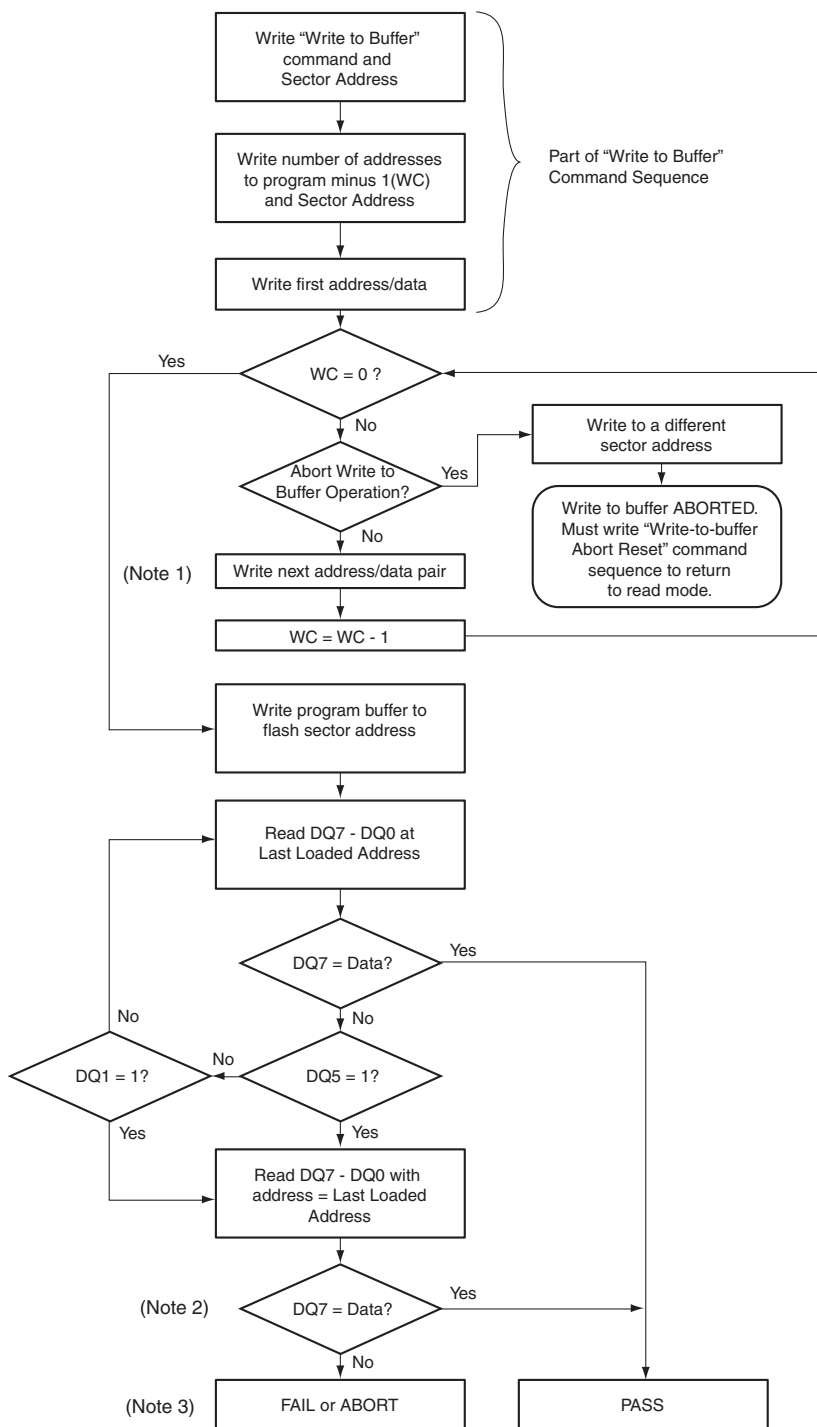 Write “Write to Buffer”
command and
Sector Address
Write number of addresses
to program minus 1(WC)
and Sector Address
Part of “Write to Buffer”
Command Sequence
Write first address/data
Yes
WC = 0 ?
No
Write to a different
sector address
Abort Write to
Buffer Operation?
Yes
No
Write to buffer ABORTED.
Must write “Write-to-buffer
Abort Reset” command
sequence to return
to read mode.
(Note 1)
Write next address/data pair
WC = WC - 1
Write program buffer to
flash sector address
Read DQ7 - DQ0 at
Last Loaded Address
DQ7 = Data?
Yes
No
No
DQ1 = 1?
No
DQ5 = 1?
Yes
Yes
Read DQ7 - DQ0 with
address = Last Loaded
Address
(Note 2)
DQ7 = Data?
Yes
No
(Note 3)
FAIL or ABORT
PASS